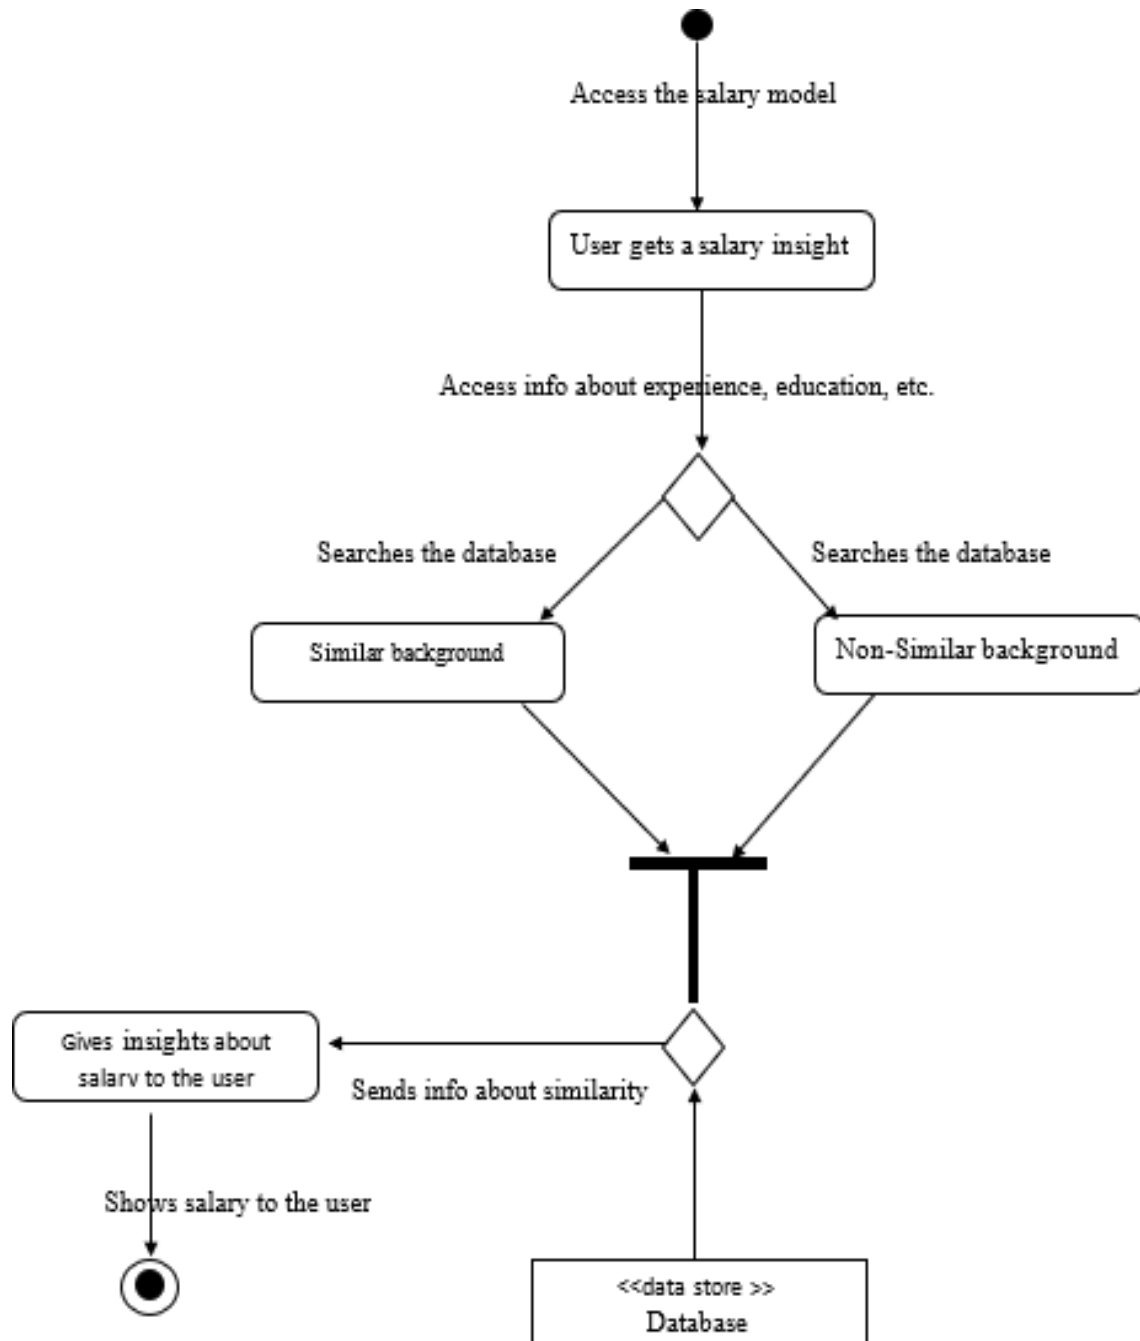 Access the salary model
User gets a salary insight
Access info about experience, education, etc.
Searches the database
Searches the database
Similar background
Non-Similar background
Gives insights about
salary to the user
Sends info about similarity
Shows salary to the user
<<data store >>
Database